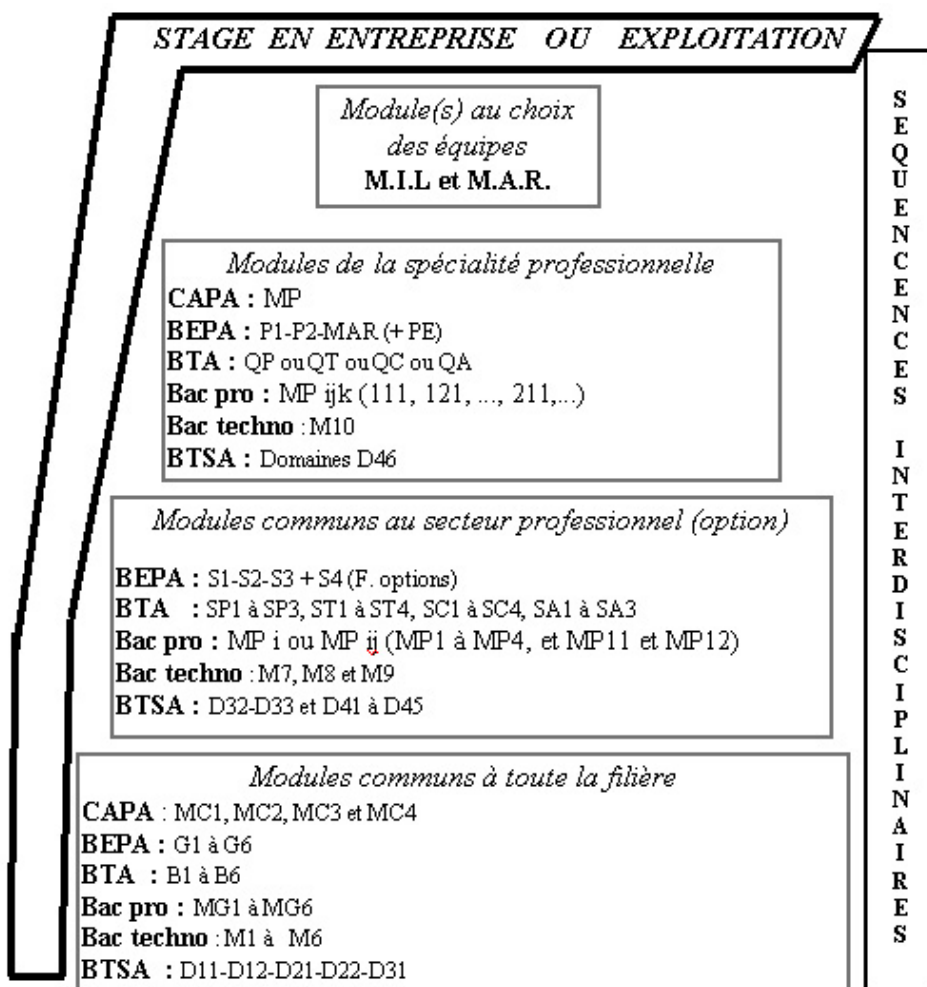 STAGE EN ENTREPRISE OU EXPLOITATION
Module(s) au choix
des équipes
M.I.L et M.A.R.
Modules de la spécialité professionnelle
CAPA : MP
BEPA : P1-P2-MAR (+ PE)
BTA : QP ou QT ou QC ou QA
Bac pro : MP ijk (111, 121, ..., 211,...)
Bac techno : M10
BTSA : Domaines D46
Modules communs au secteur professionnel (option)
BEPA : S1-S2-S3 + S4 (F. options)
BTA : SP1 à SP3, ST1 à ST4, SC1 à SC4, SA1 à SA3
Bac pro : MP i ou MP ij (MP1 à MP4, et MP11 et MP12)
Bac techno : M7, M8 et M9
BTSA : D32-D33 et D41 à D45
Modules communs à toute la filière
CAPA : MC1, MC2, MC3 et MC4
BEPA : G1 à G6
BTA : B1 à B6
Bac pro : MG1 à MG6
Bac techno : M1 à M6
BTSA : D11-D12-D21-D22-D31
SEQUENCES INTERDISCIPLINAIRES